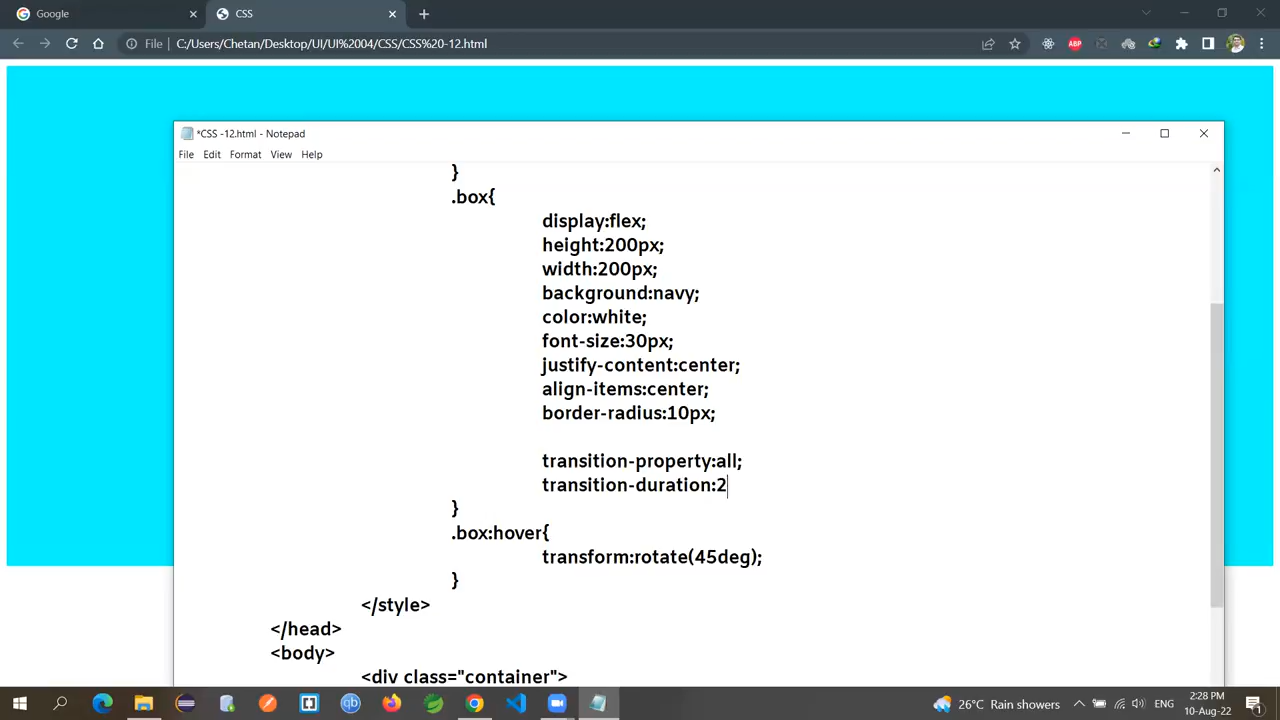 Google
CSS
File
C:/Users/Chetan/Desktop/UI/UI%2004/CSS/CSS%20-12.html
ABP
*CSS -12.html - Notepad
File Edit Format View Help
}
.box{
display:flex;
height:200px;
width:200px;
background:navy;
color:white;
font-size:30px;
justify-content:center;
align-items:center;
border-radius:10px;
transition-property:all;
transition-duration:2
}
.box:hover{
transform:rotate(45deg);
}
</style>
</head>
<body>
<div class="container">
26°C Rain showers
ENG
2:28 PM
10-Aug-22
1